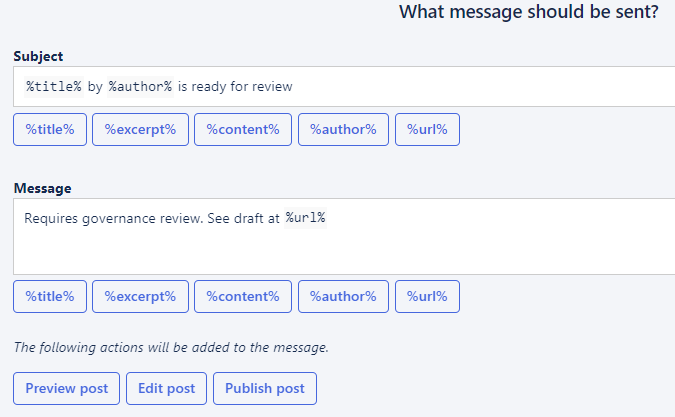 What message should be sent?
Subject
%title% by %author% is ready for review
%title% %excerpt% %content% %author% %url%
Message
Requires governance review. See draft at %url%
%title% %excerpt% %content% %author% %url%
The following actions will be added to the message.
Preview post Edit post Publish post